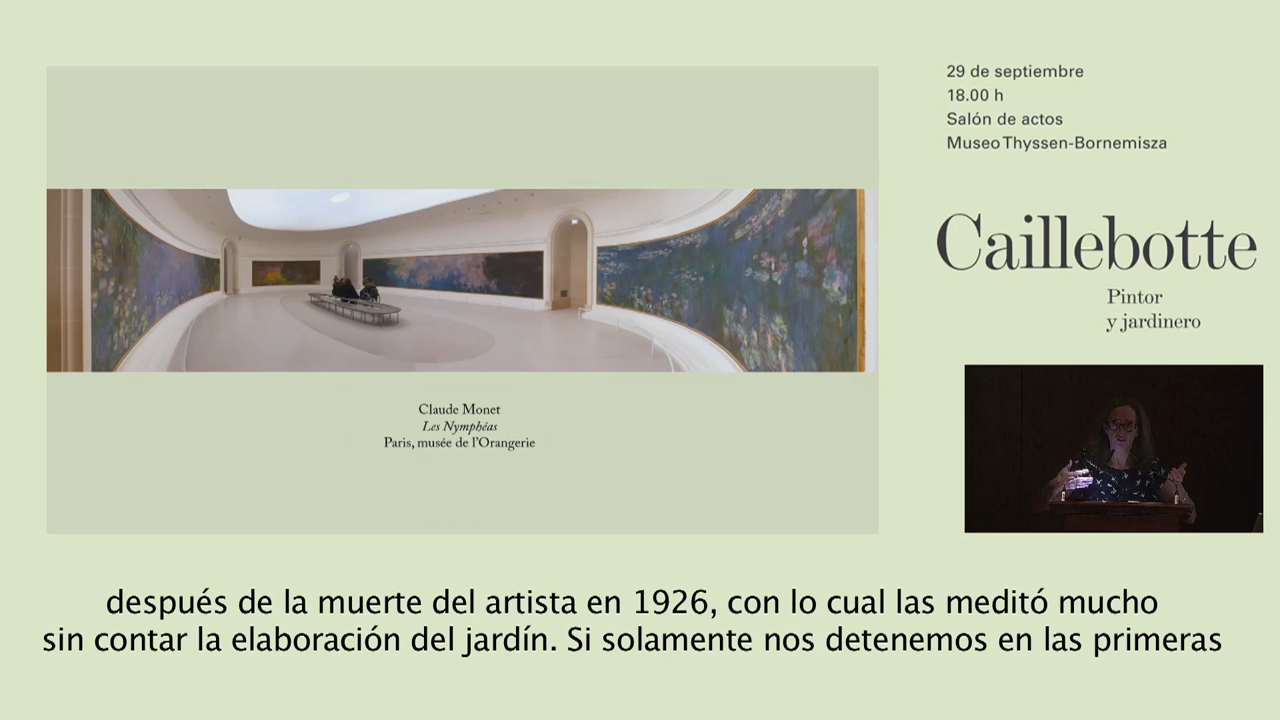 29 de septiembre
18.00 h
Salón de actos
Museo Thyssen-Bornemisza
Caillebotte
Pintor
y jardinero
Claude Monet
Les Nymphéas
Paris, musée de l'Orangerie
después de la muerte del artista en 1926, con lo cual las meditó mucho
sin contar la elaboración del jardín. Si solamente nos detenemos en las primeras